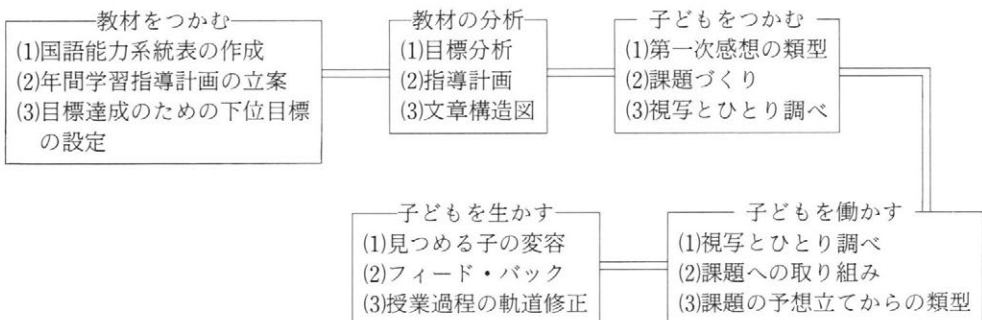 教材をつかむ
(1)国語能力系統表の作成
(2)年間学習指導計画の立案
(3)目標達成のための下位目標
の設定
教材の分析
(1)目標分析
(2)指導計画
(3)文章構造図
子どもをつかむ
(1)第一次感想の類型
(2)課題づくり
(3)視写とひとり調べ
子どもを働かす
(1)視写とひとり調べ
(2)課題への取り組み
(3)課題の予想立てからの類型
子どもを生かす
(1)見つめる子の変容
(2)フィード・バック
(3)授業過程の軌道修正